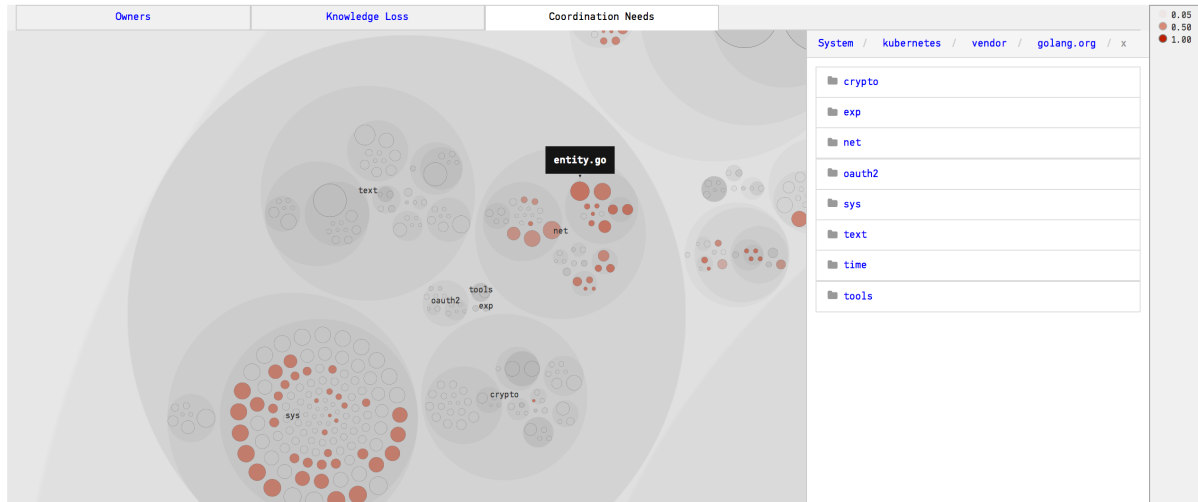 Owners
Knowledge Loss
Coordination Needs
0.05
0.50
1.00
System / kubernetes / vendor / golang.org / x
crypto
exp
net
oauth2
sys
text
time
tools
entity.go
text
net
tools
oauth2
exp
crypto
sys